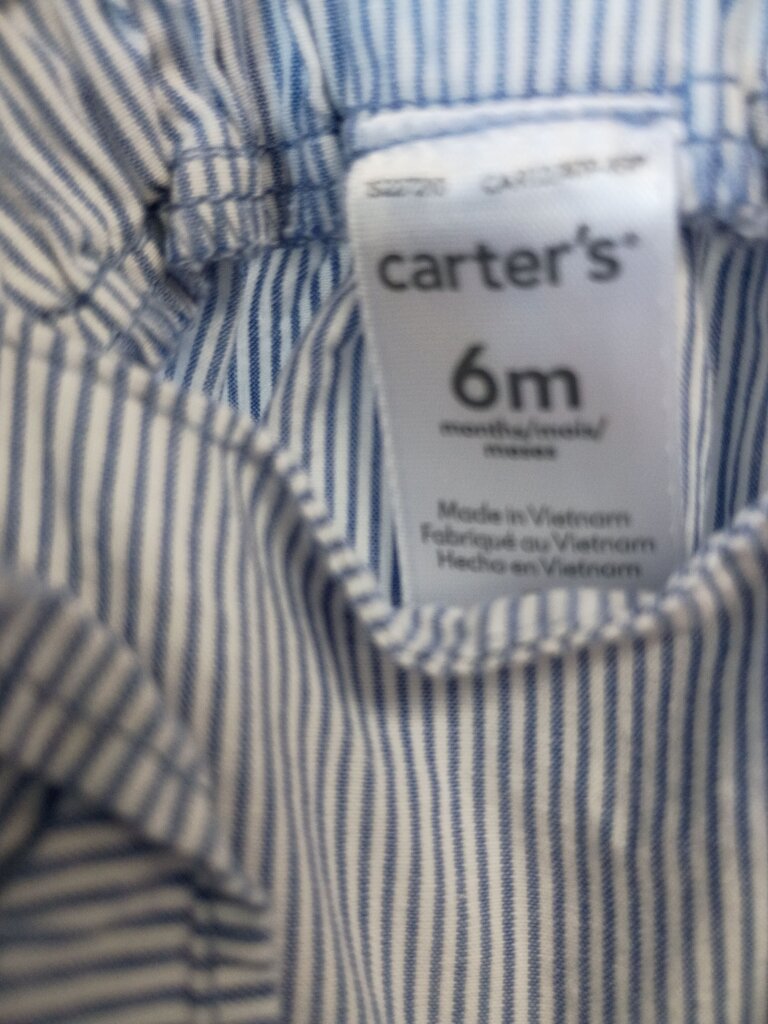 carter's
6m
months/mois/
meses
Made in Vietnam
Fabriqué au Vietnam
Hecho en Vietnam